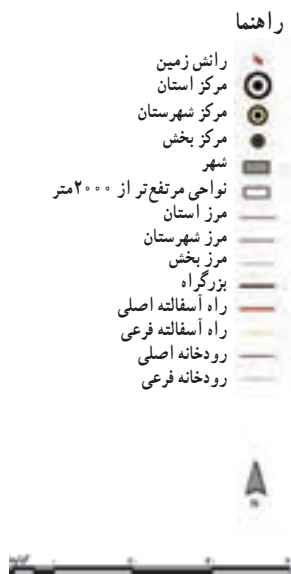 راهنما
رانش زمین
مرکز استان
مرکز شهرستان
مرکز بخش
شهر
نواحی مرتفع‌تر از ۲۰۰۰متر
مرز استان
مرز شهرستان
مرز بخش
بزرگراه
راه آسفالته اصلی
راه آسفالته فرعی
رودخانه اصلی
رودخانه فرعی